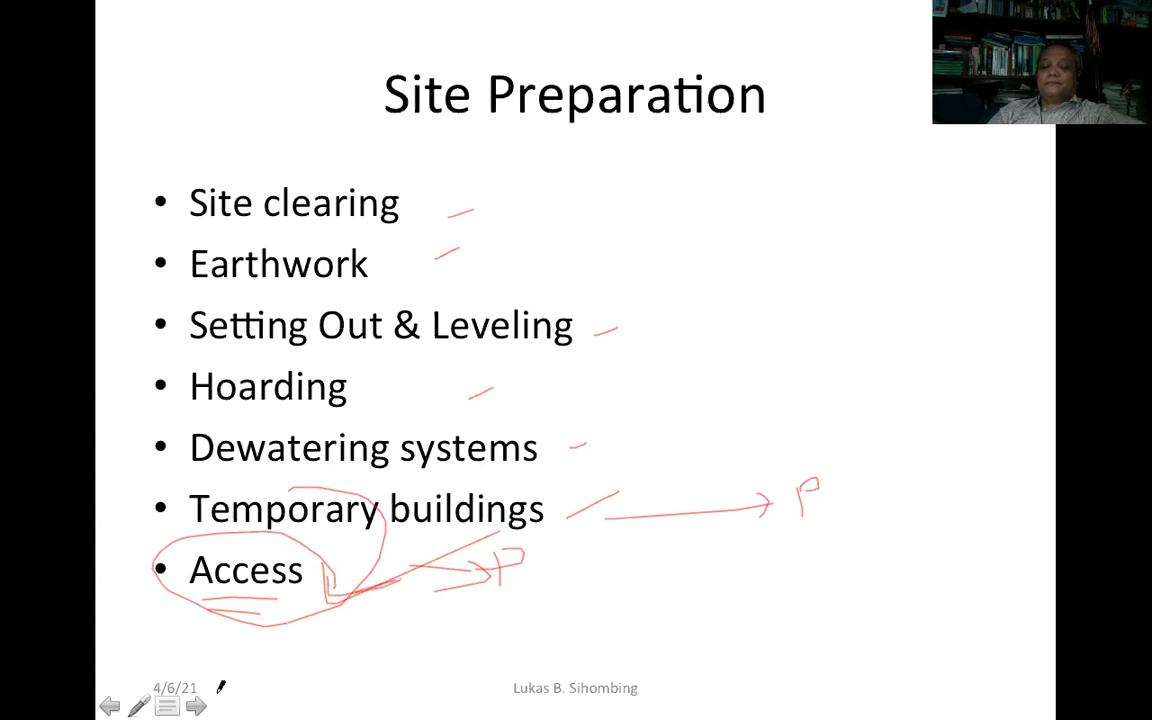 Site Preparation
• Site clearing
• Earthwork
• Setting Out & Leveling
• Hoarding
• Dewatering systems
• Temporary buildings P
• Access P
4/6/21 Lukas B. Sihombing